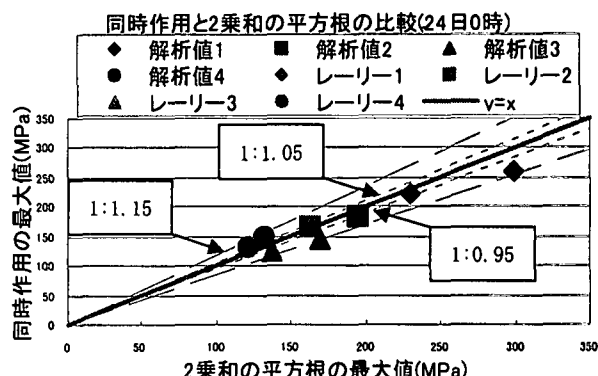 同時作用と2乗和の平方根の比較(24日0時)
解析値1 解析値2 解析値3
解析値4 レーリー1 レーリー2
レーリー3 レーリー4 y=x
同時作用の最大値(MPa)
350
300
250
200
150
100
50
0
1:1.05
1:1.15
1:0.95
0 50 100 150 200 250 300 350
2乗和の平方根の最大値(MPa)